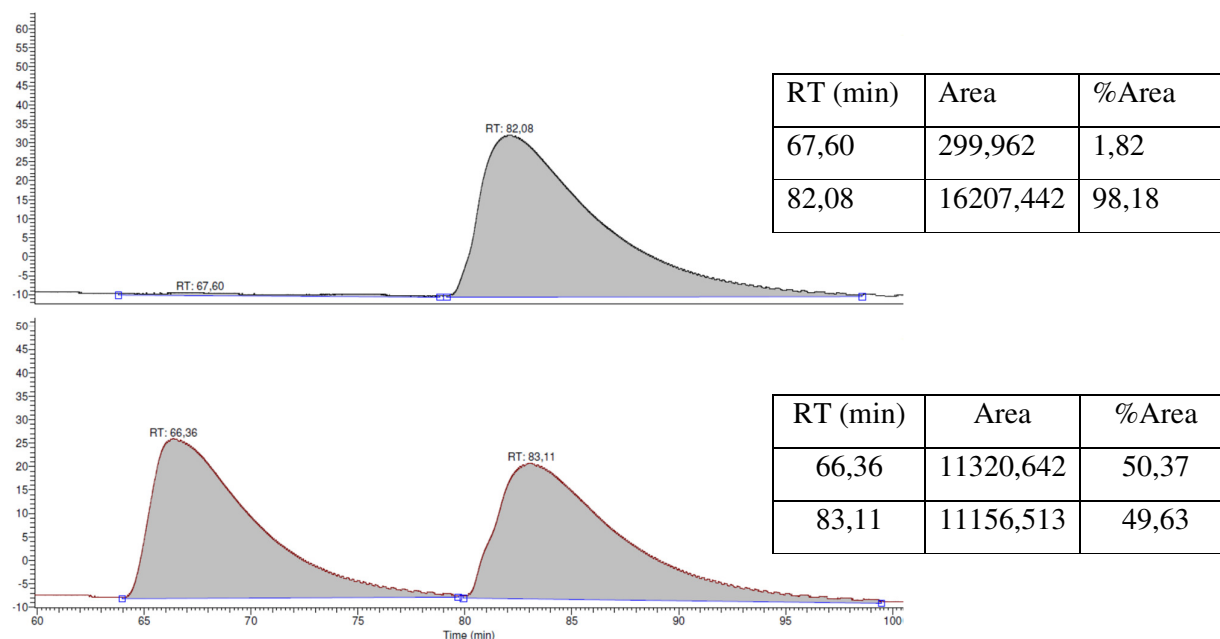 60
55
50
45
40
35
30
25
20
15
10
5
0
-5
-10
RT: 82,08
RT: 67,60
RT (min) Area %Area
67,60 299,962 1,82
82,08 16207,442 98,18
50
45
40
35
30
25
20
15
10
5
0
-5
-10
RT: 66,36
RT: 83,11
60 65 70 75 80 85 90 95 100
Time (min)
RT (min) Area %Area
66,36 11320,642 50,37
83,11 11156,513 49,63